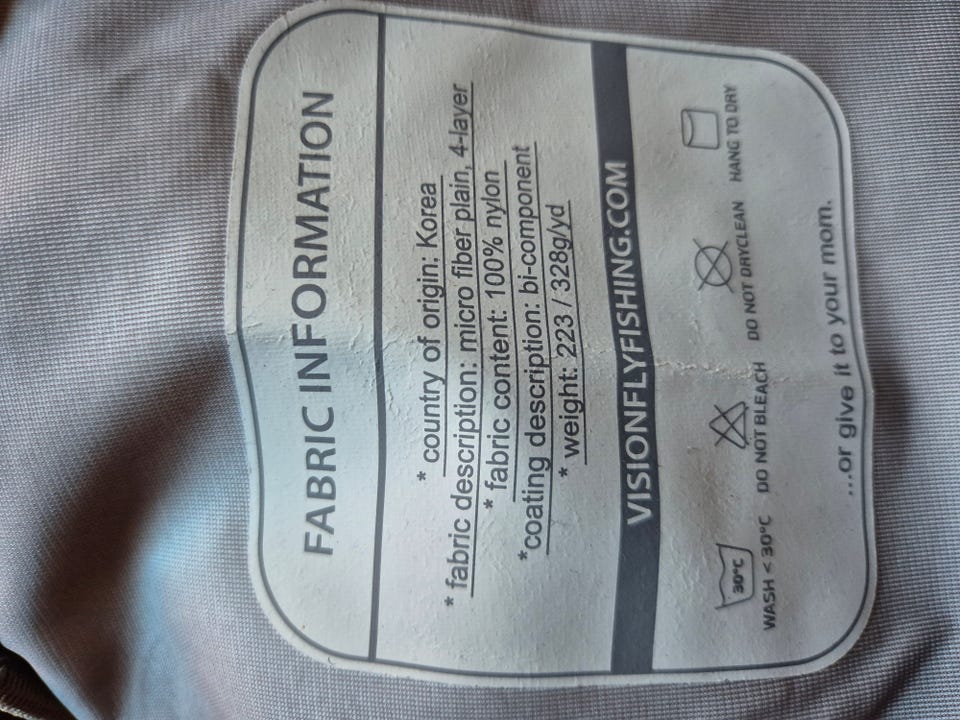 FABRIC INFORMATION
* country of origin: Korea
* fabric description: micro fiber plain, 4-layer
* fabric content: 100% nylon
*coating description: bi-component
* weight: 223 / 328g/yd
VISIONFLYFISHING.COM
30°C
WASH < 30°C DO NOT BLEACH DO NOT DRYCLEAN HANG TO DRY
...or give it to your mom.